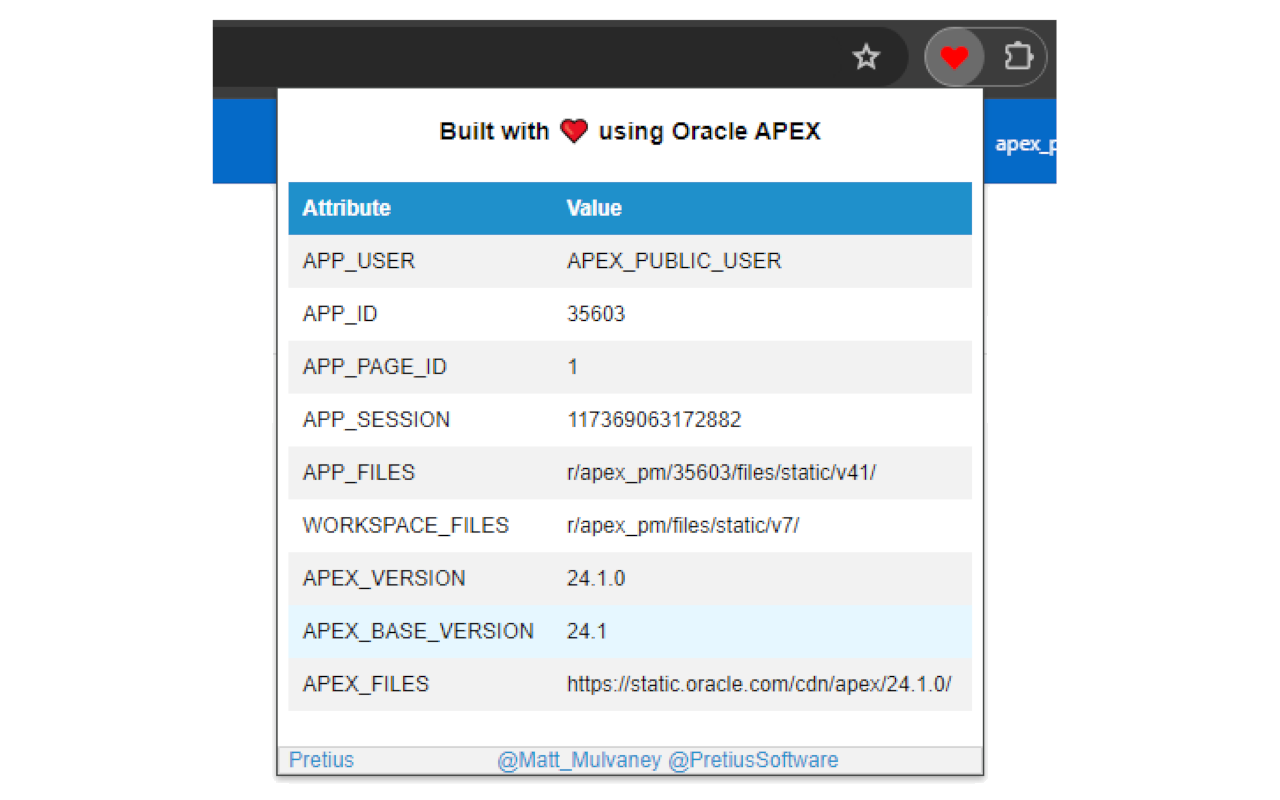 Built with ❤️ using Oracle APEX
apex_p
Attribute Value
APP_USER APEX_PUBLIC_USER
APP_ID 35603
APP_PAGE_ID 1
APP_SESSION 117369063172882
APP_FILES r/apex_pm/35603/files/static/v41/
WORKSPACE_FILES r/apex_pm/files/static/v7/
APEX_VERSION 24.1.0
APEX_BASE_VERSION 24.1
APEX_FILES https://static.oracle.com/cdn/apex/24.1.0/
Pretius @Matt_Mulvaney @PretiusSoftware